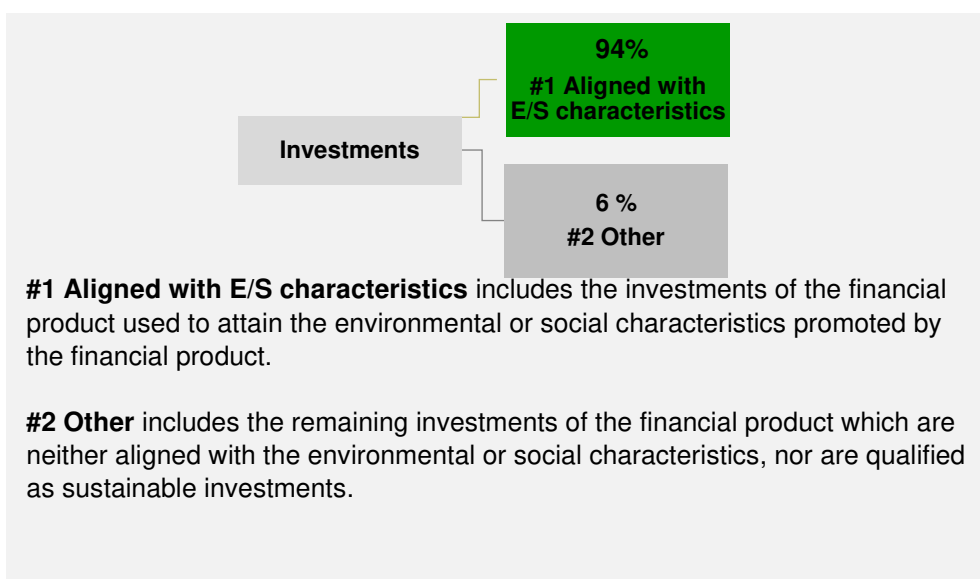 94%
#1 Aligned with
E/S characteristics
Investments
6 %
#2 Other
#1 Aligned with E/S characteristics includes the investments of the financial
product used to attain the environmental or social characteristics promoted by
the financial product.
#2 Other includes the remaining investments of the financial product which are
neither aligned with the environmental or social characteristics, nor are qualified
as sustainable investments.